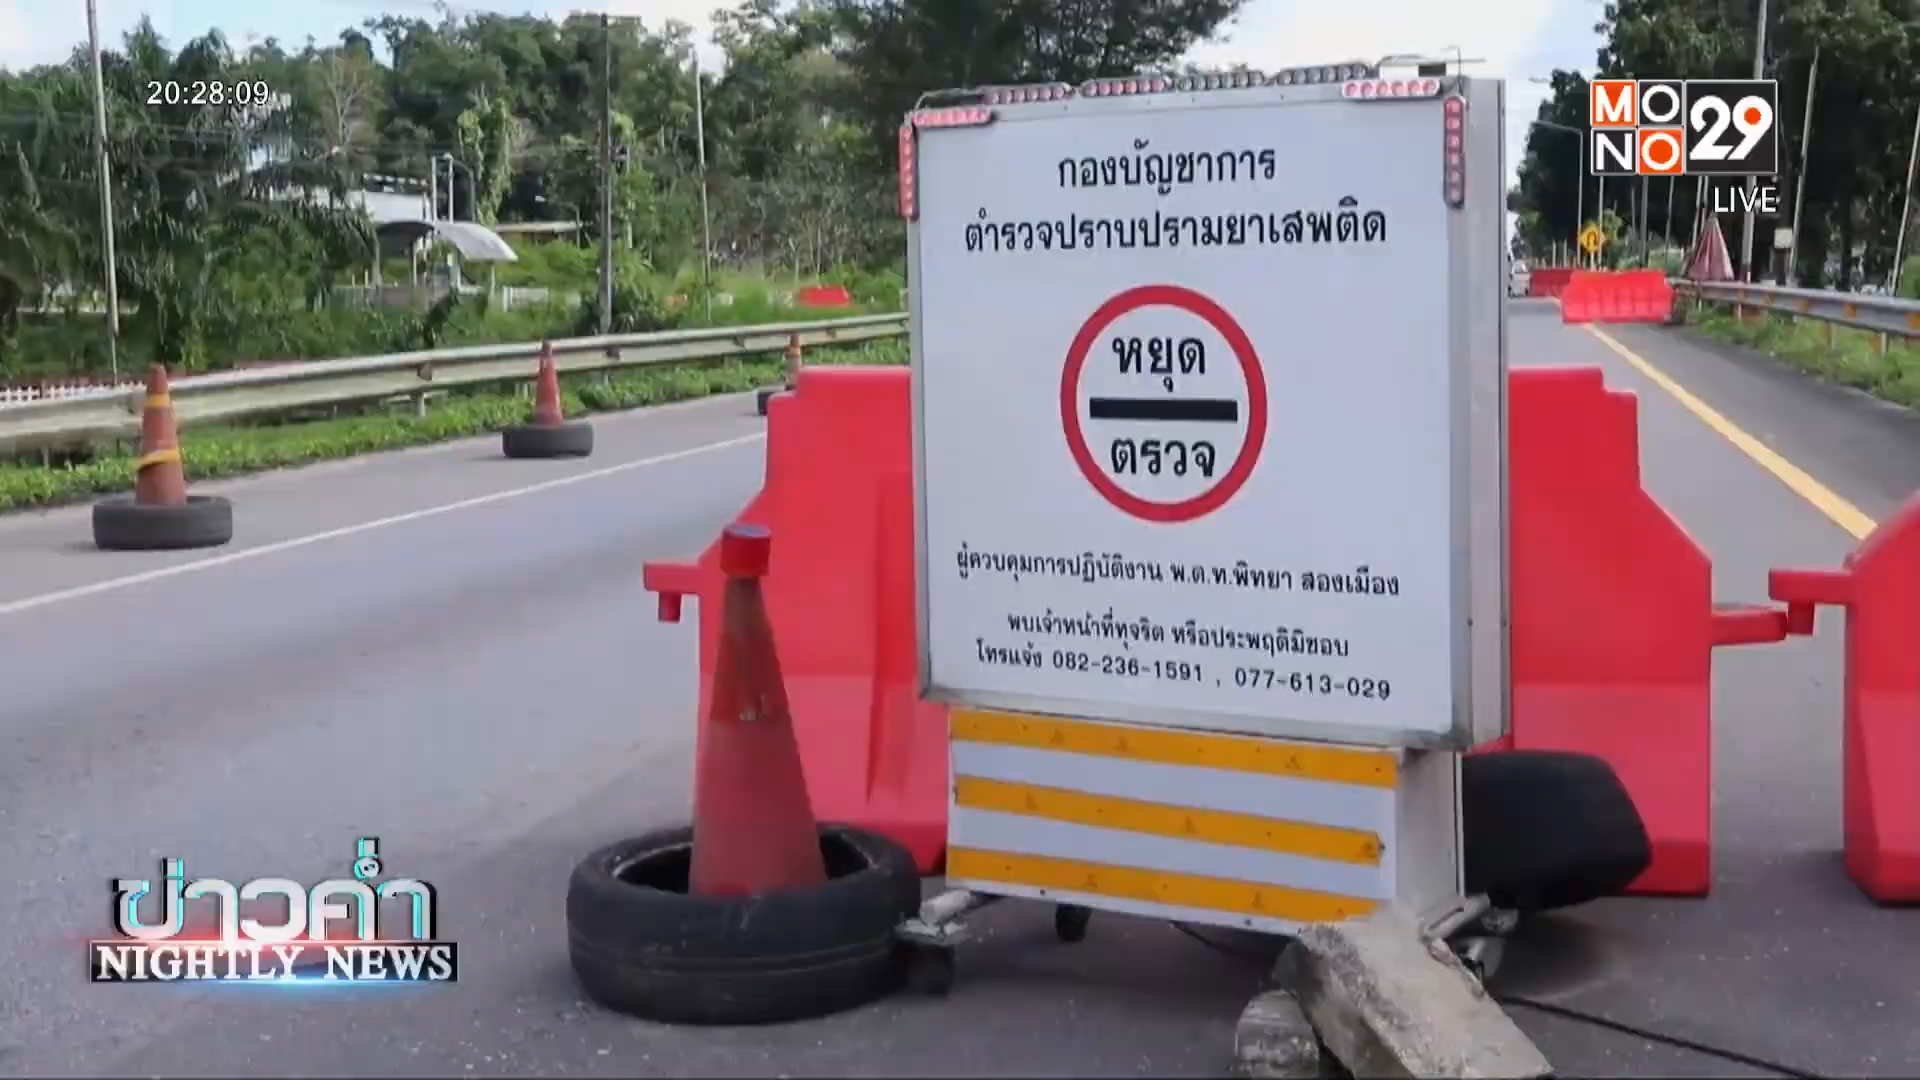 20:28:09
MONO 29
LIVE
กองบัญชาการ
ตำรวจปราบปรามยาเสพติด
หยุด
ตรวจ
ผู้ควบคุมการปฏิบัติงาน พ.ต.ท.พิทยา สองเมือง
พบเจ้าหน้าที่ทุจริต หรือประพฤติมิชอบ
โทรแจ้ง 082-236-1591 , 077-613-029
ข่าวค่ำ
NIGHTLY NEWS